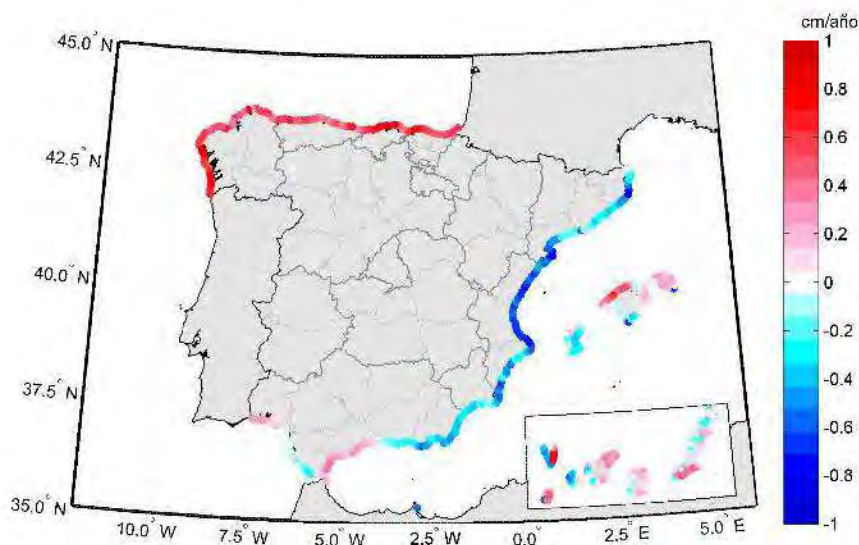 cm/año
45.0° N
42.5° N
40.0° N
37.5° N
35.0° N
10.0° W
7.5° W
5.0° W
2.5° W
0.0°
2.5° E
5.0° E
1
0.8
0.6
0.4
0.2
0
-0.2
-0.4
-0.6
-0.8
-1